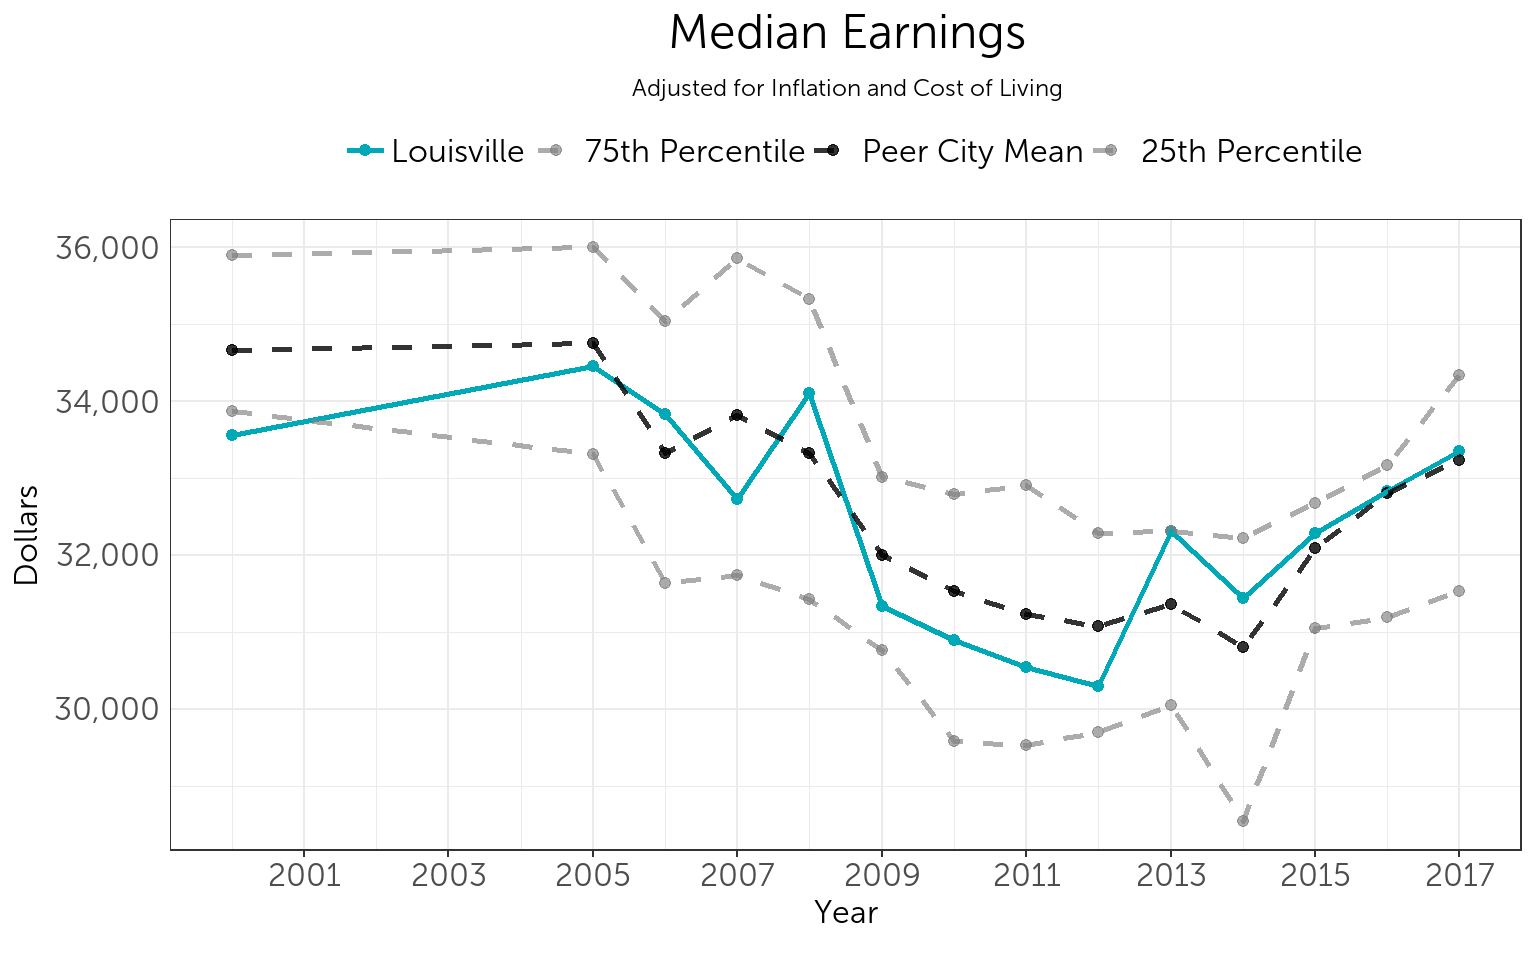 Median Earnings
Adjusted for Inflation and Cost of Living
Louisville 75th Percentile Peer City Mean 25th Percentile
36,000
34,000
32,000
30,000
Dollars
2001 2003 2005 2007 2009 2011 2013 2015 2017
Year